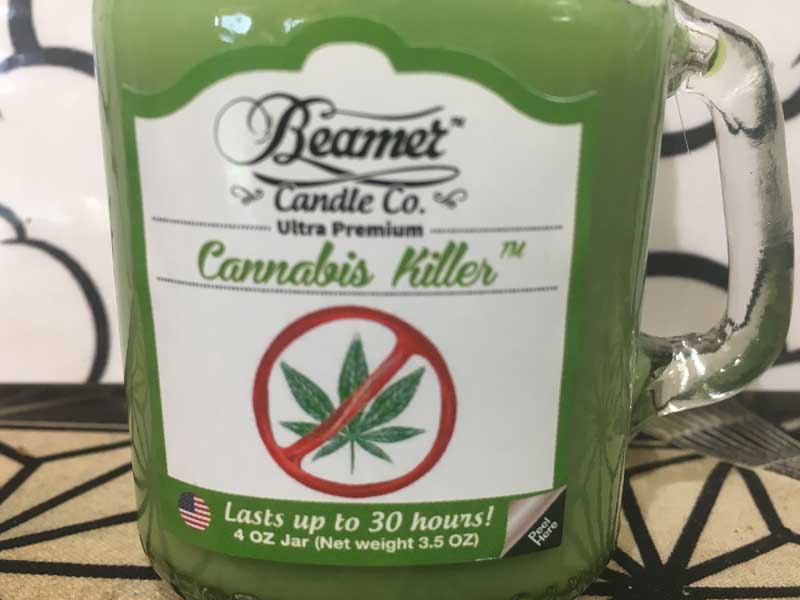 Beamer™
Candle Co.
Ultra Premium
Cannabis Killer™
Lasts up to 30 hours!
4 OZ Jar (Net weight 3.5 OZ)
Peel
Here